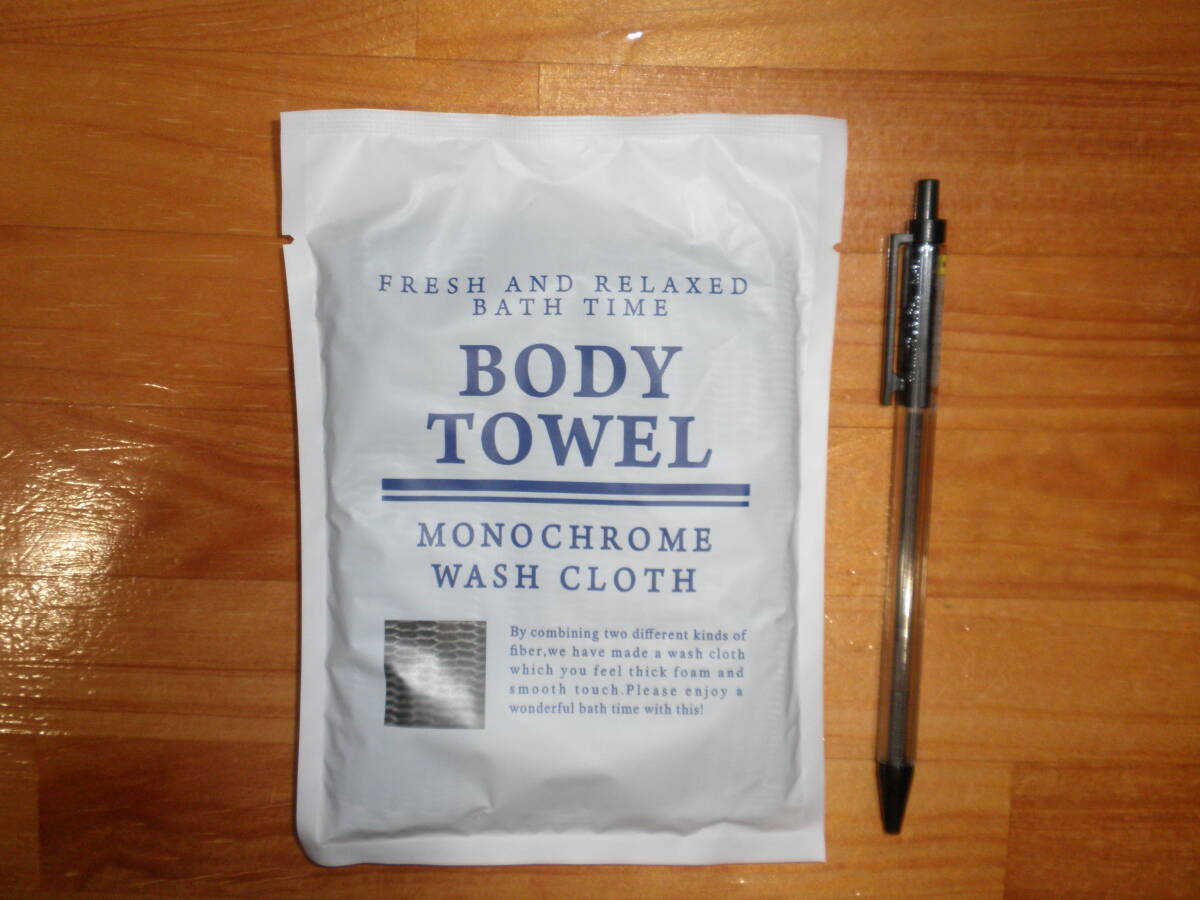 FRESH AND RELAXED
BATH TIME
BODY
TOWEL
MONOCHROME
WASH CLOTH
By combining two different kinds of
fiber,we have made a wash cloth
which you feel thick foam and
smooth touch.Please enjoy a
wonderful bath time with this!